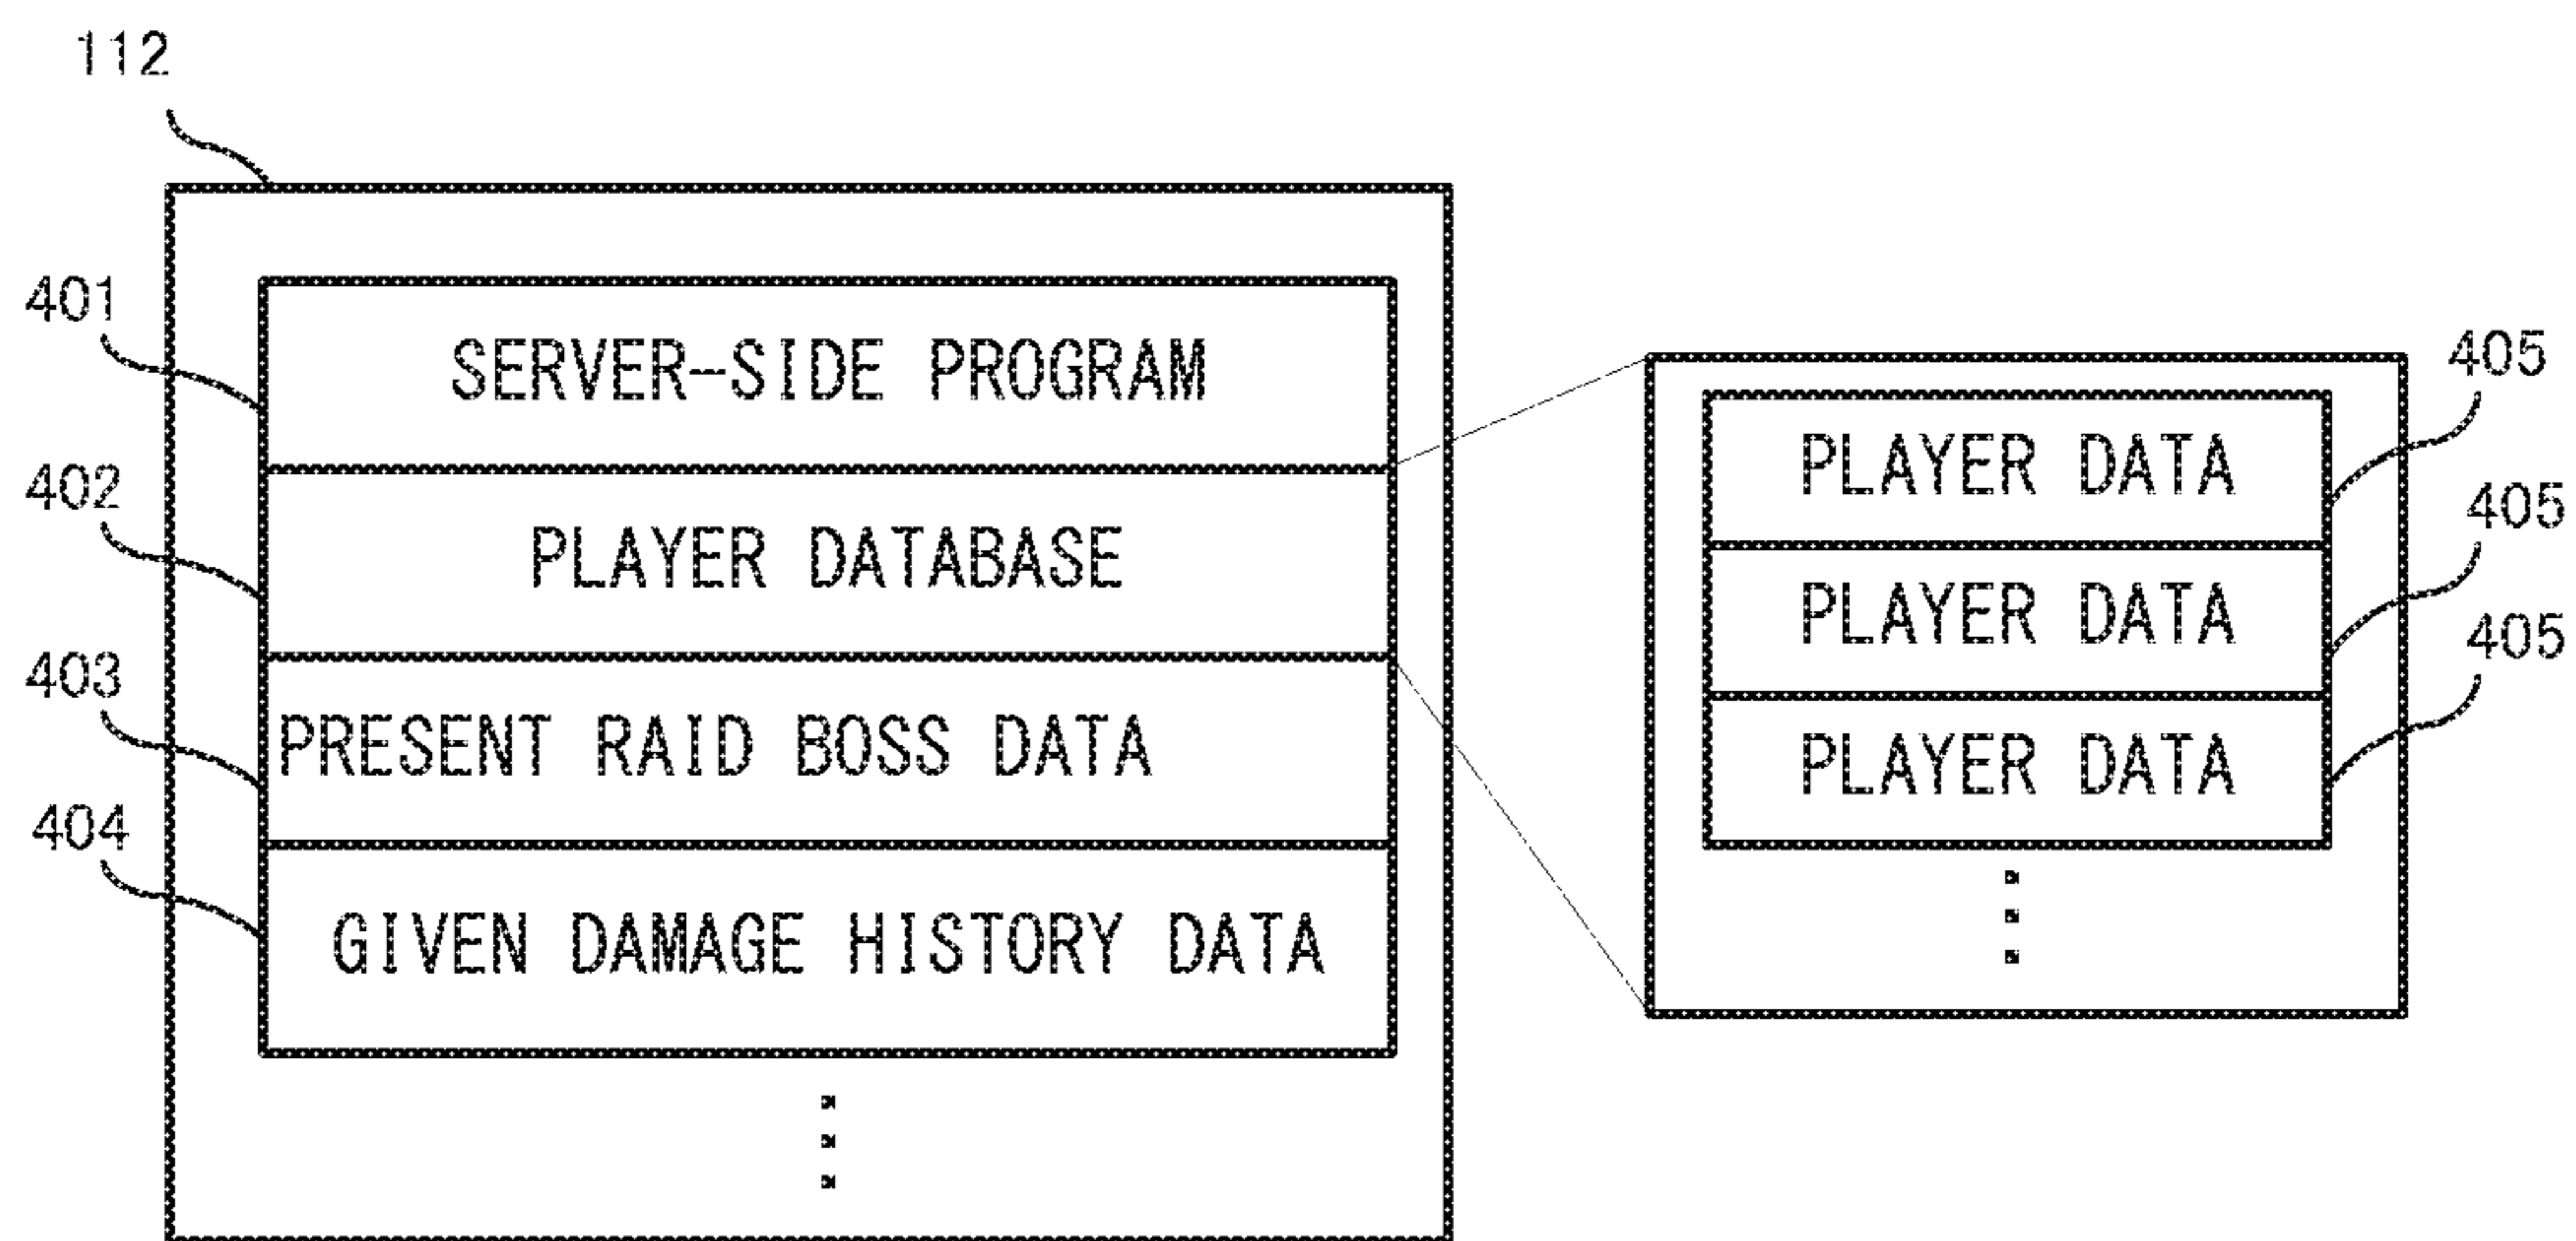 112
401
SERVER-SIDE PROGRAM
402
PLAYER DATABASE
403
PRESENT RAID BOSS DATA
404
GIVEN DAMAGE HISTORY DATA
405
PLAYER DATA
405
PLAYER DATA
405
PLAYER DATA